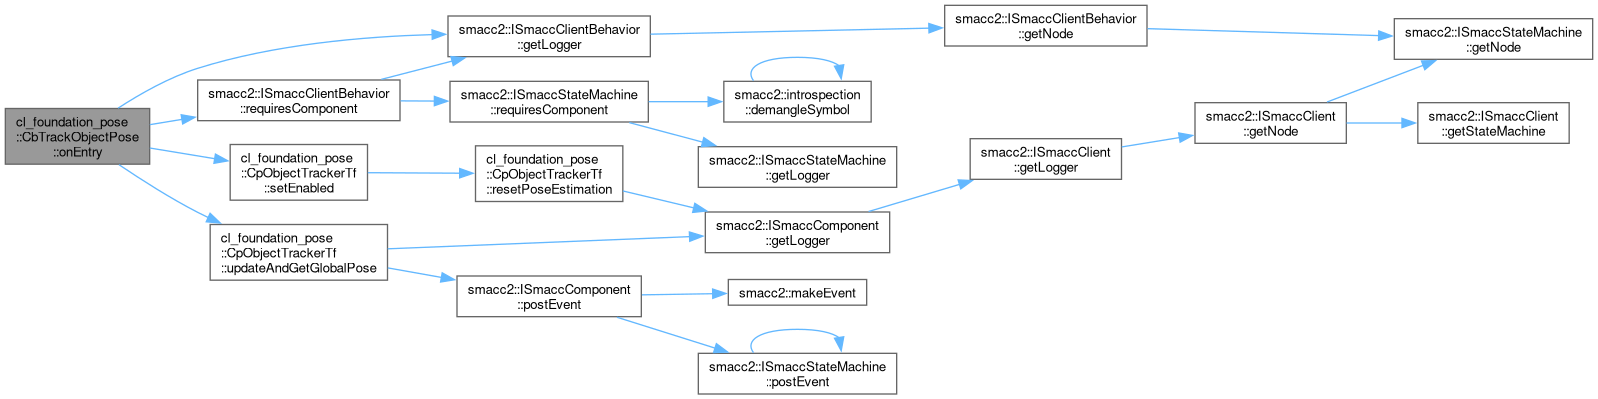 cl_foundation_pose
::CbTrackObjectPose
::onEntry
smacc2::ISmaccClientBehavior
::getLogger
smacc2::ISmaccClientBehavior
::getNode
smacc2::ISmaccStateMachine
::getNode
smacc2::ISmaccClientBehavior
::requiresComponent
smacc2::ISmaccStateMachine
::requiresComponent
smacc2::introspection
::demangleSymbol
smacc2::ISmaccStateMachine
::getLogger
cl_foundation_pose
::CpObjectTrackerTf
::setEnabled
cl_foundation_pose
::CpObjectTrackerTf
::resetPoseEstimation
smacc2::ISmaccComponent
::getLogger
smacc2::ISmaccClient
::getLogger
smacc2::ISmaccClient
::getNode
smacc2::ISmaccClient
::getStateMachine
cl_foundation_pose
::CpObjectTrackerTf
::updateAndGetGlobalPose
smacc2::ISmaccComponent
::postEvent
smacc2::makeEvent
smacc2::ISmaccStateMachine
::postEvent